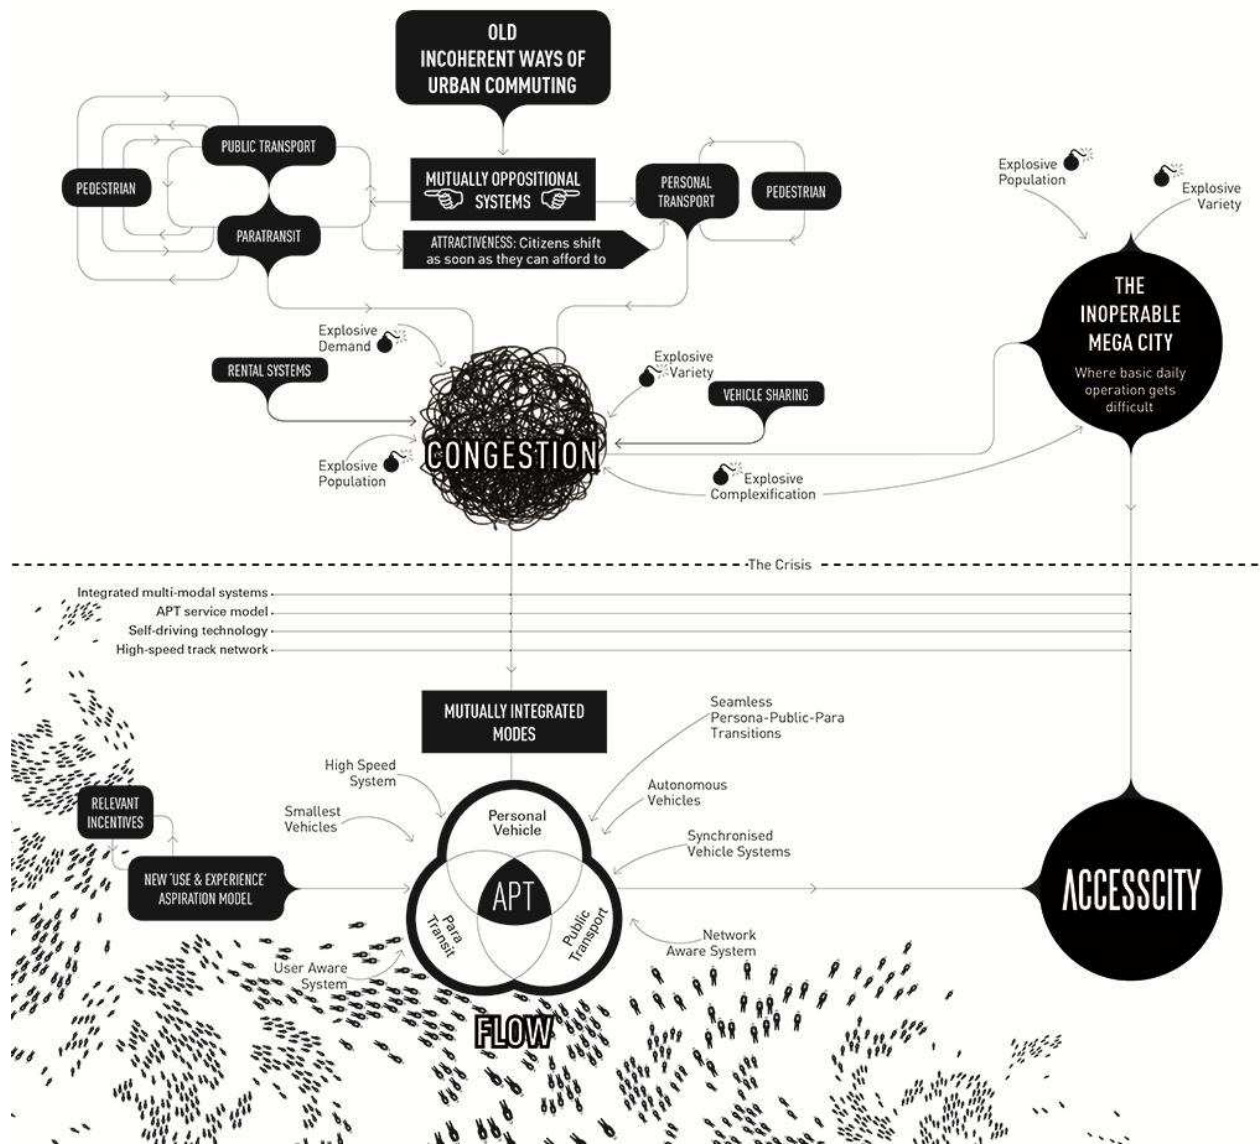 OLD
INCOHERENT WAYS OF
URBAN COMMUTING
PUBLIC TRANSPORT
PEDESTRIAN
PARATRANSIT
MUTUALLY OPPOSITIONAL
SYSTEMS
PERSONAL
TRANSPORT
PEDESTRIAN
ATTRACTIVENESS: Citizens shift
as soon as they can afford to
Explosive
Population
Explosive
Variety
THE
INOPERABLE
MEGA CITY
Where basic daily
operation gets
difficult
Explosive
Demand
RENTAL SYSTEMS
Explosive
Variety
VEHICLE SHARING
CONGESTION
Explosive
Population
Explosive
Complexification
The Crisis
Integrated multi-modal systems
APT service model
Self-driving technology
High-speed track network
MUTUALLY INTEGRATED
MODES
Seamless
Persona-Public-Para
Transitions
High Speed
System
Autonomous
Vehicles
Smallest
Vehicles
Synchronised
Vehicle Systems
RELEVANT
INCENTIVES
NEW 'USE & EXPERIENCE'
ASPIRATION MODEL
Personal
Vehicle
APT
Para
Transit
Public
Transport
ACCESSCITY
Network
Aware System
User Aware
System
FLOW